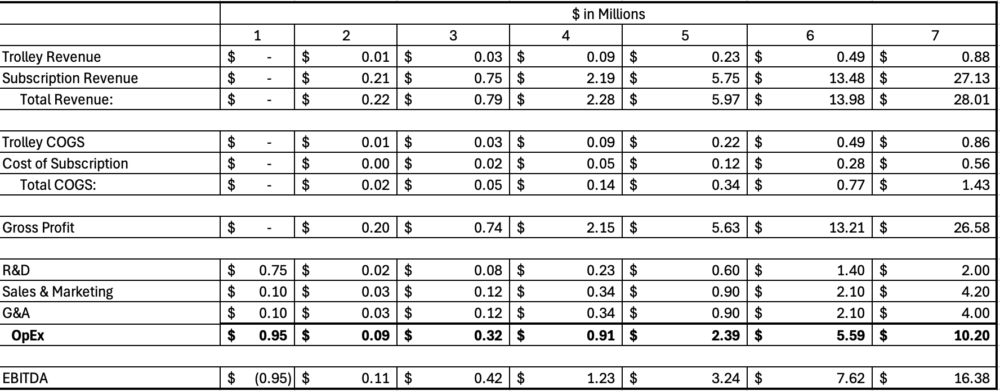 $ in Millions
1 2 3 4 5 6 7
Trolley Revenue $ - $ 0.01 $ 0.03 $ 0.09 $ 0.23 $ 0.49 $ 0.88
Subscription Revenue $ - $ 0.21 $ 0.75 $ 2.19 $ 5.75 $ 13.48 $ 27.13
Total Revenue: $ - $ 0.22 $ 0.79 $ 2.28 $ 5.97 $ 13.98 $ 28.01
Trolley COGS $ - $ 0.01 $ 0.03 $ 0.09 $ 0.22 $ 0.49 $ 0.86
Cost of Subscription $ - $ 0.00 $ 0.02 $ 0.05 $ 0.12 $ 0.28 $ 0.56
Total COGS: $ - $ 0.02 $ 0.05 $ 0.14 $ 0.34 $ 0.77 $ 1.43
Gross Profit $ - $ 0.20 $ 0.74 $ 2.15 $ 5.63 $ 13.21 $ 26.58
R&D $ 0.75 $ 0.02 $ 0.08 $ 0.23 $ 0.60 $ 1.40 $ 2.00
Sales & Marketing $ 0.10 $ 0.03 $ 0.12 $ 0.34 $ 0.90 $ 2.10 $ 4.20
G&A $ 0.10 $ 0.03 $ 0.12 $ 0.34 $ 0.90 $ 2.10 $ 4.00
OpEx $ 0.95 $ 0.09 $ 0.32 $ 0.91 $ 2.39 $ 5.59 $ 10.20
EBITDA $ (0.95) $ 0.11 $ 0.42 $ 1.23 $ 3.24 $ 7.62 $ 16.38